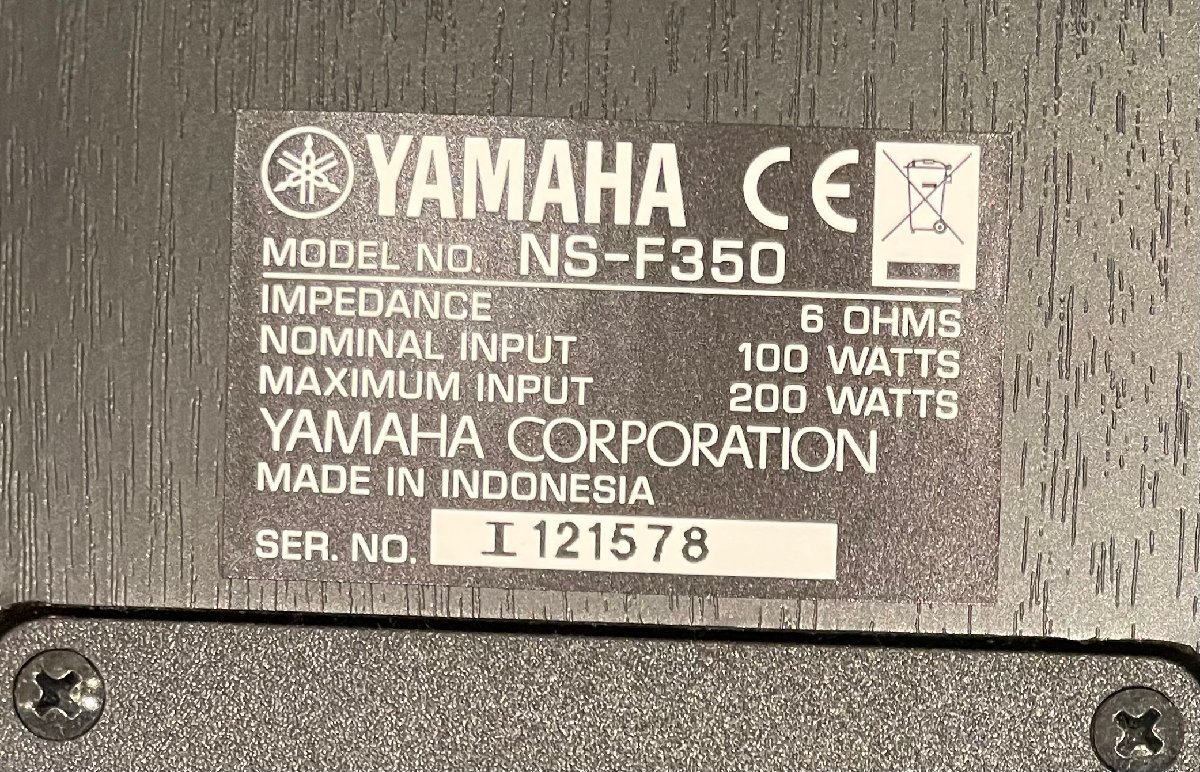 YAMAHA CE
MODEL NO. NS-F350
IMPEDANCE 6 OHMS
NOMINAL INPUT 100 WATTS
MAXIMUM INPUT 200 WATTS
YAMAHA CORPORATION
MADE IN INDONESIA
SER. NO. I 121578